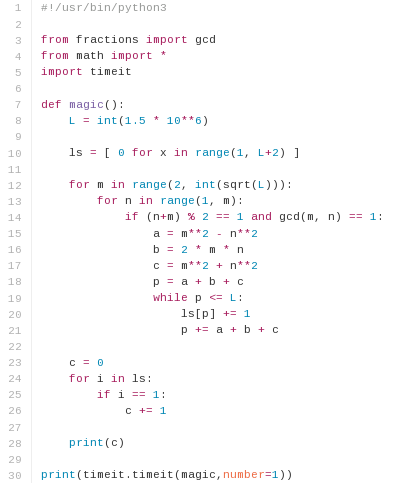 1 #!/usr/bin/python3
2
3 from fractions import gcd
4 from math import *
5 import timeit
6
7 def magic():
8     L = int(1.5 * 10**6)
9
10     ls = [ 0 for x in range(1, L+2) ]
11
12     for m in range(2, int(sqrt(L))):
13         for n in range(1, m):
14             if (n+m) % 2 == 1 and gcd(m, n) == 1:
15                 a = m**2 - n**2
16                 b = 2 * m * n
17                 c = m**2 + n**2
18                 p = a + b + c
19                 while p <= L:
20                     ls[p] += 1
21                     p += a + b + c
22
23     c = 0
24     for i in ls:
25         if i == 1:
26             c += 1
27
28     print(c)
29
30 print(timeit.timeit(magic,number=1))